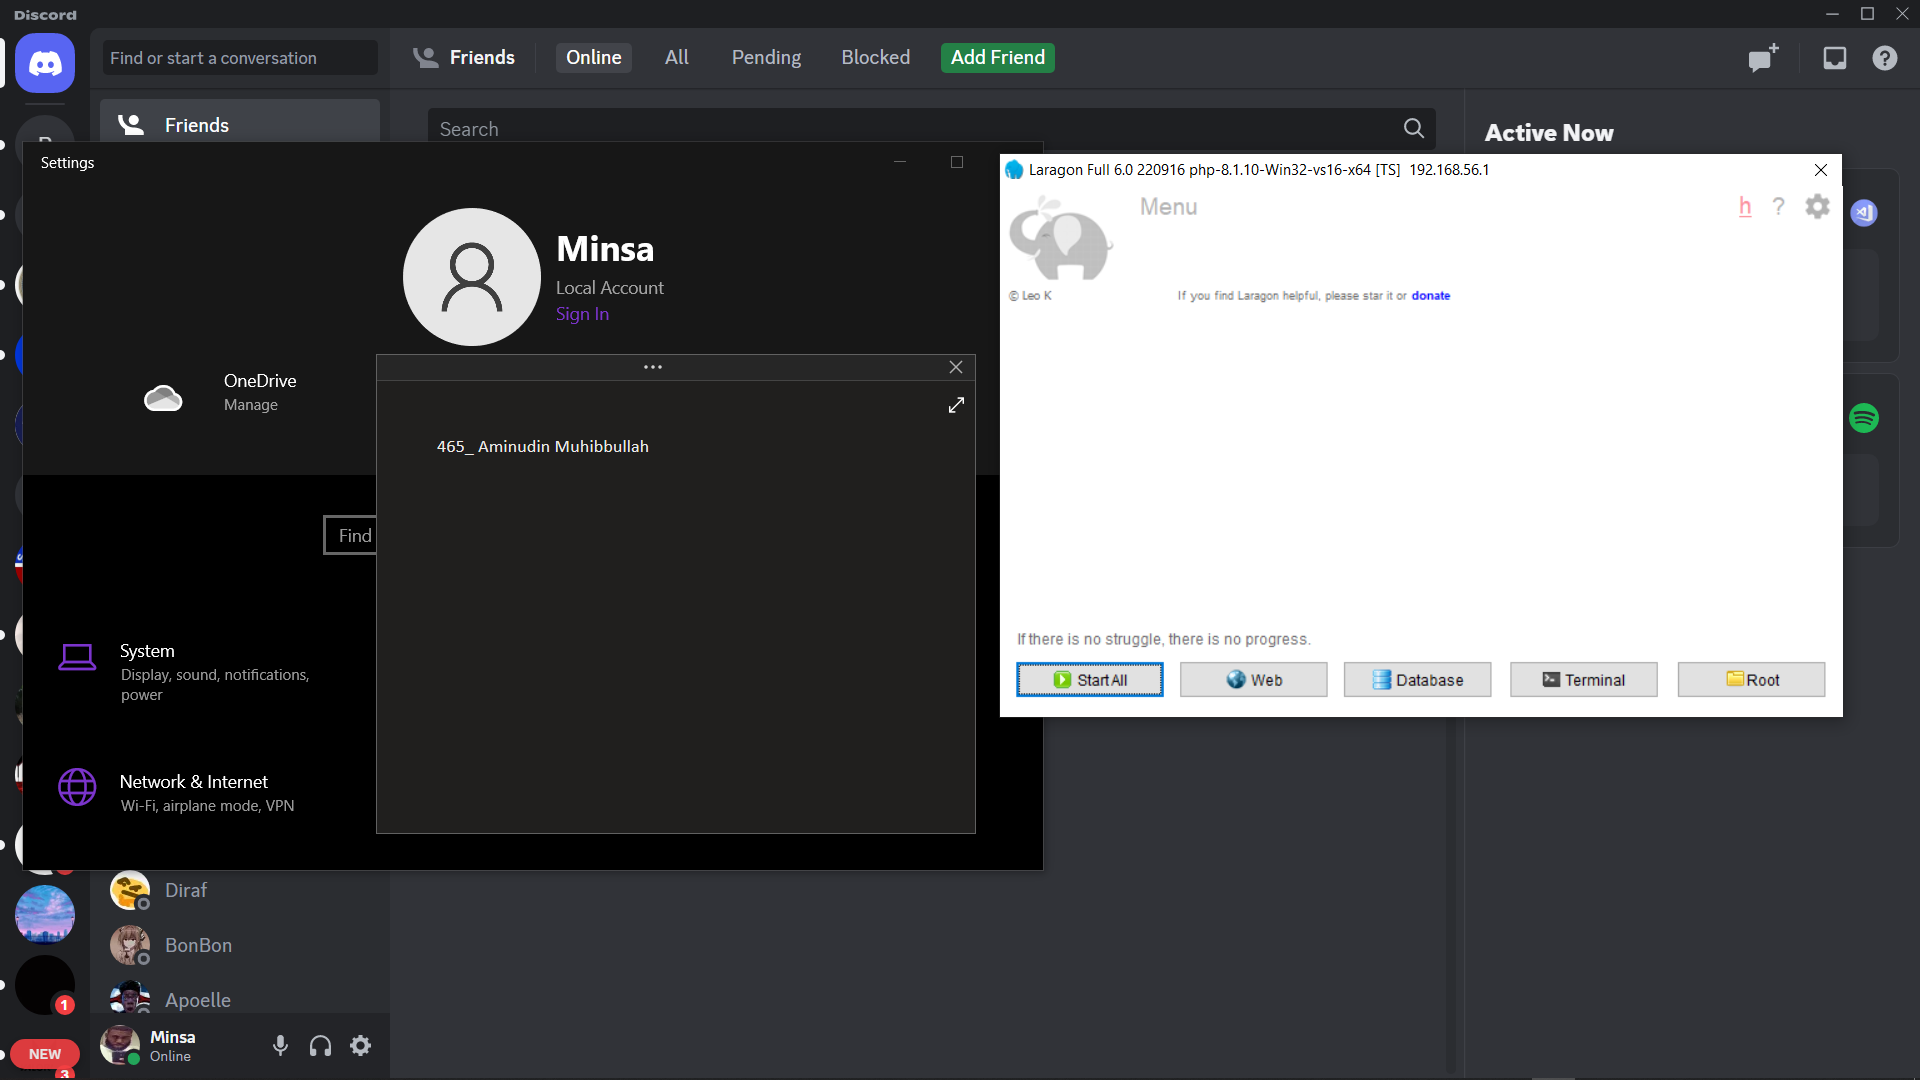 Discord
Find or start a conversation
Friends
Online
All
Pending
Blocked
Add Friend
Friends
Search
Active Now
Settings
Minsa
Local Account
Sign In
OneDrive
Manage
465_ Aminudin Muhibbullah
Find
System
Display, sound, notifications,
power
Network & Internet
Wi-Fi, airplane mode, VPN
Laragon Full 6.0 220916 php-8.1.10-Win32-vs16-x64 [TS] 192.168.56.1
Menu
h
?
© Leo K
If you find Laragon helpful, please star it or donate
If there is no struggle, there is no progress.
Start All
Web
Database
Terminal
Root
Diraf
BonBon
Apoelle
1
Minsa
Online
NEW
3